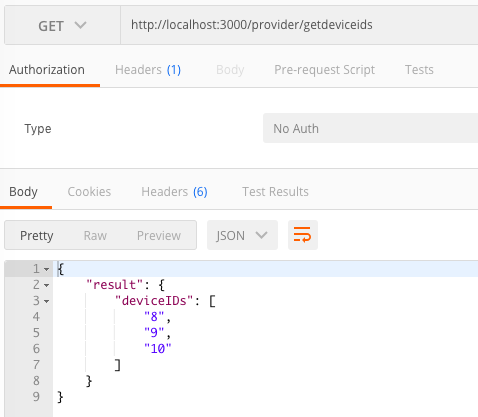 GET http://localhost:3000/provider/getdeviceids
Authorization Headers (1) Body Pre-request Script Tests
Type No Auth
Body Cookies Headers (6) Test Results
Pretty Raw Preview JSON
1 {
2 "result": {
3 "deviceIDs": [
4 "8",
5 "9",
6 "10"
7 ]
8 }
9 }